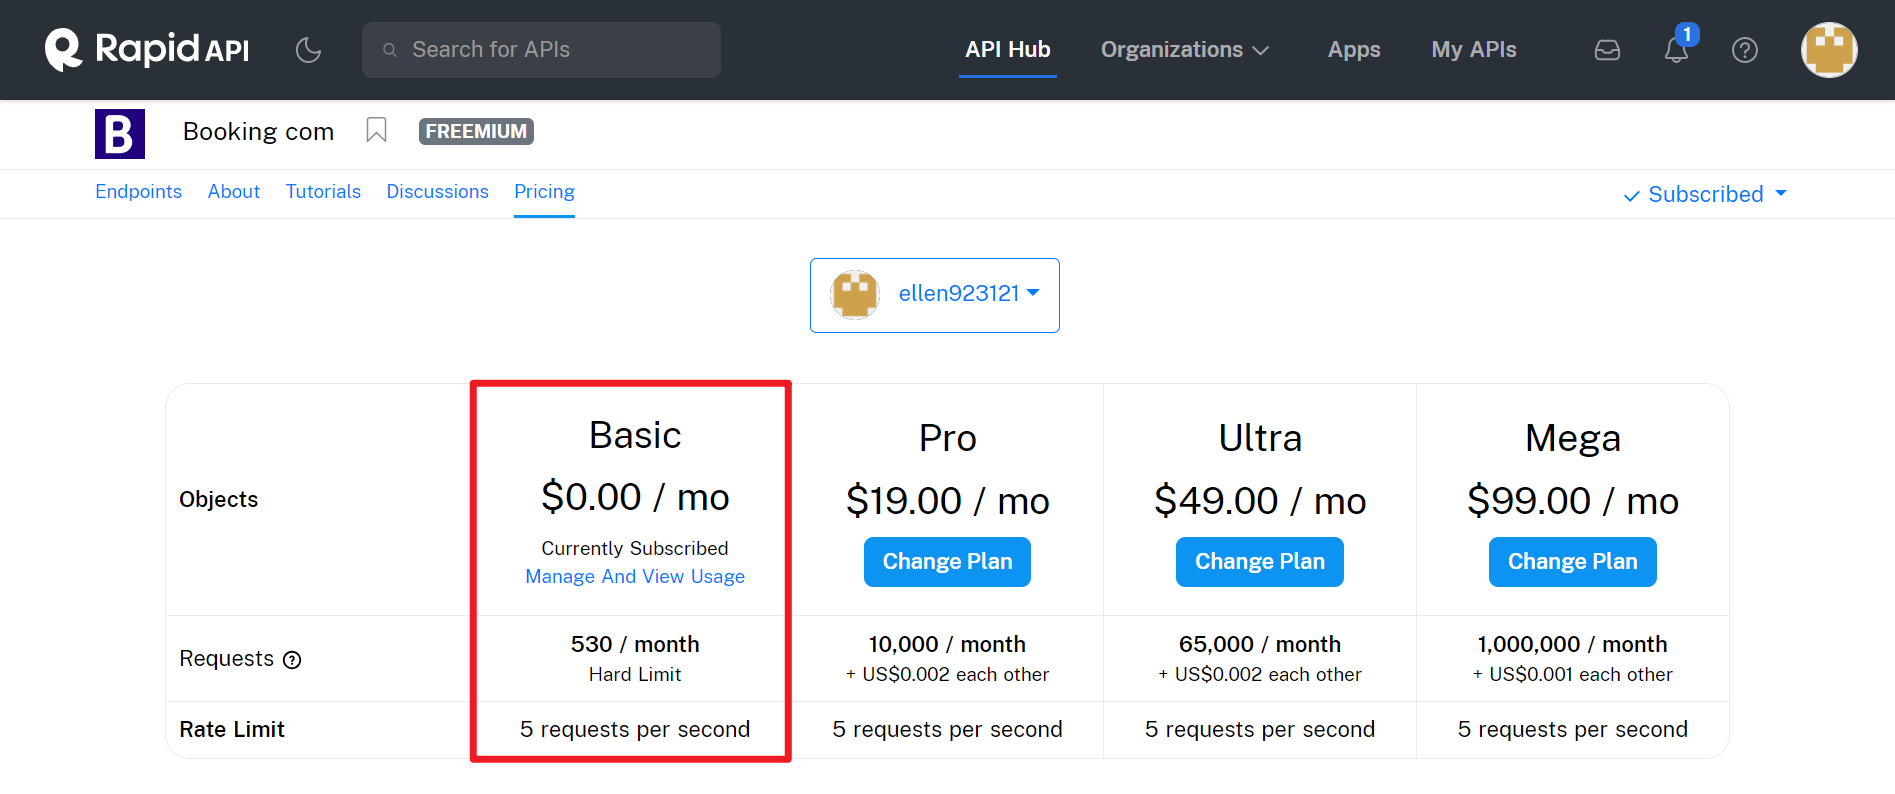 Rapid API
Search for APIs
API Hub
Organizations
Apps
My APIs
1
B
Booking com
FREEMIUM
Endpoints
About
Tutorials
Discussions
Pricing
Subscribed
ellen923121
Objects
Basic
$0.00 / mo
Currently Subscribed
Manage And View Usage
Pro
$19.00 / mo
Change Plan
Ultra
$49.00 / mo
Change Plan
Mega
$99.00 / mo
Change Plan
Requests ?
530 / month
Hard Limit
10,000 / month
+ US$0.002 each other
65,000 / month
+ US$0.002 each other
1,000,000 / month
+ US$0.001 each other
Rate Limit
5 requests per second
5 requests per second
5 requests per second
5 requests per second